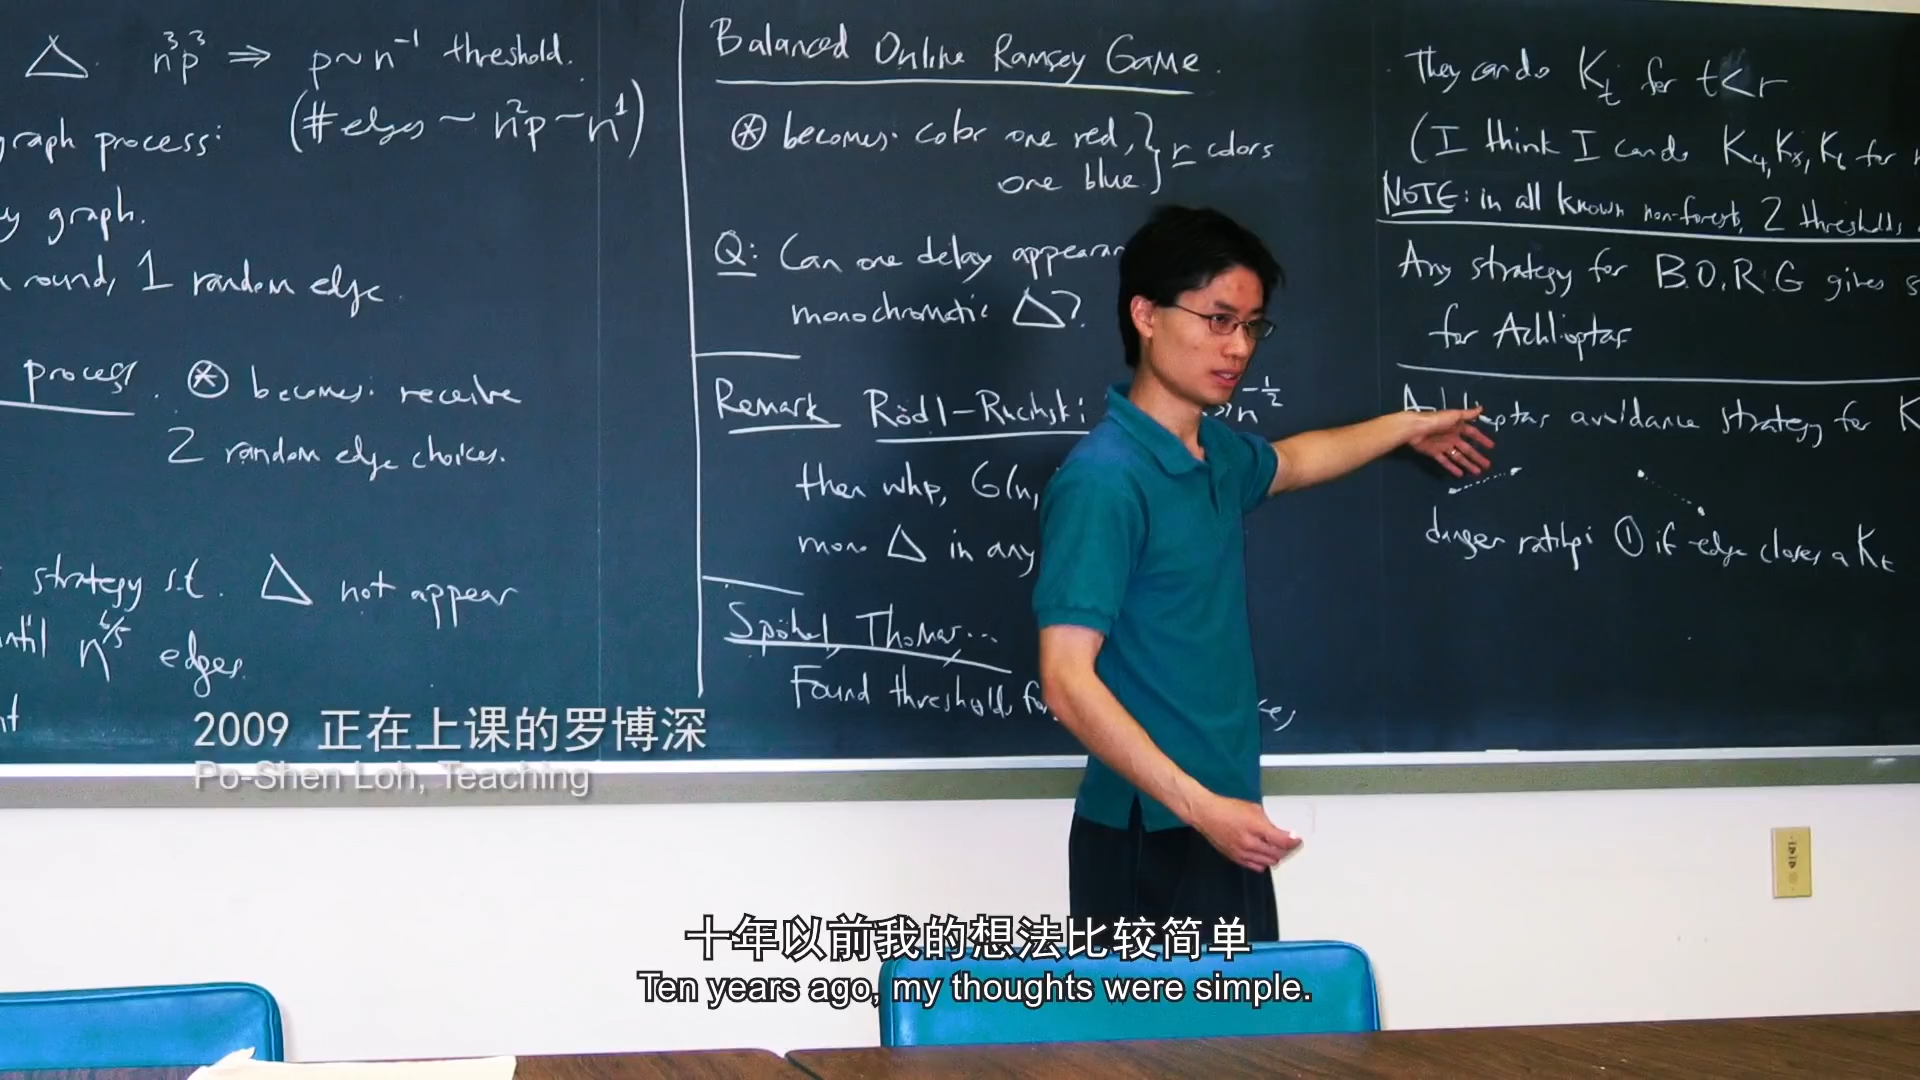 △ n³p³ ⇒ p~n⁻¹ threshold.
(#edges ~ n²p ~ n¹)
graph process:
graph.
round, 1 random edge.
process. ⊛ becomes: receive
2 random edge choices.
strategy s.t. △ not appear
until n^6/5 edges.
Balanced Online Ramsey Game.
⊛ becomes: color one red, } r colors
one blue.
Q: Can one delay
monochromatic △?
Remark Rödl-Rucinski n^-1/2
then whp, G(n,
mono △ in any
Spöhel, Thomas...
Found thresholds
They can do K_t for t<r
(I think I can do K₄, K₅, K₆ for
NOTE: in all known non-forests, 2 thresholds
Any strategy for B.O.R.G gives
for Achlioptas
avoidance strategy for K
danger rating: ① if edge closes a K_t
2009 正在上课的罗博深
Po-Shen Loh, Teaching
十年以前我的想法比较简单
Ten years ago, my thoughts were simple.